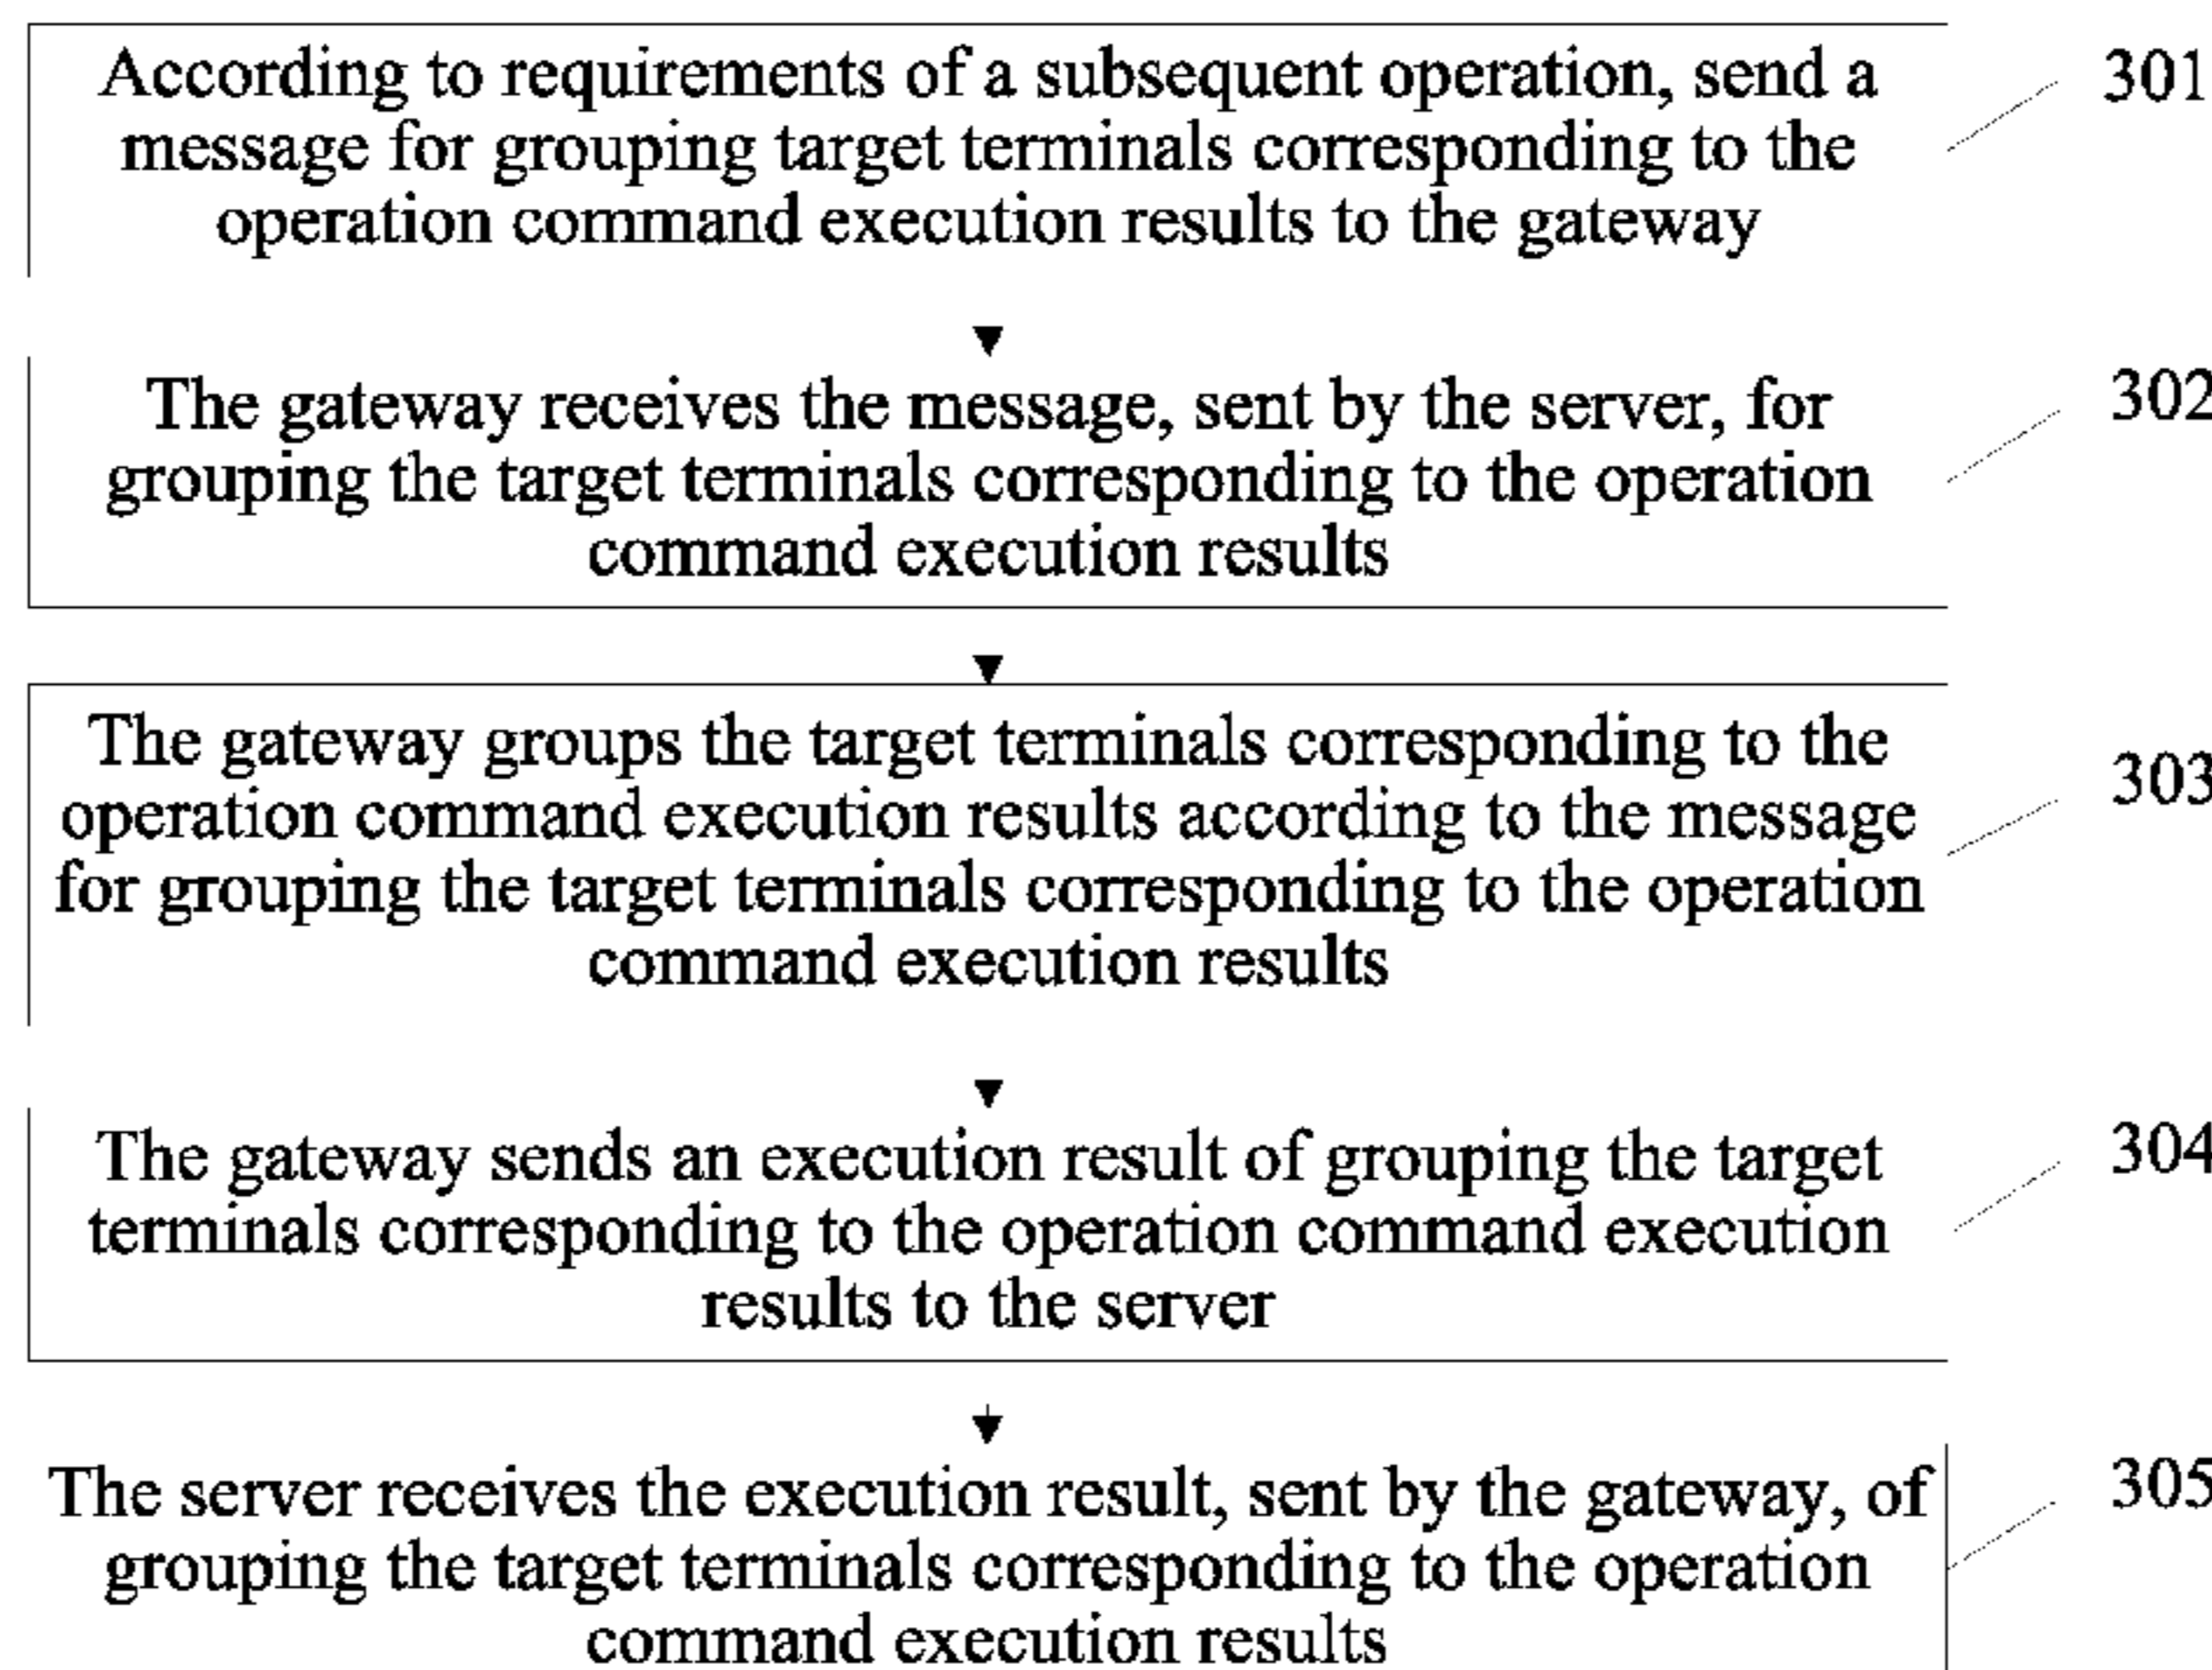 According to requirements of a subsequent operation, send a
message for grouping target terminals corresponding to the
operation command execution results to the gateway
301
The gateway receives the message, sent by the server, for
grouping the target terminals corresponding to the operation
command execution results
302
The gateway groups the target terminals corresponding to the
operation command execution results according to the message
for grouping the target terminals corresponding to the operation
command execution results
303
The gateway sends an execution result of grouping the target
terminals corresponding to the operation command execution
results to the server
304
The server receives the execution result, sent by the gateway, of
grouping the target terminals corresponding to the operation
command execution results
305